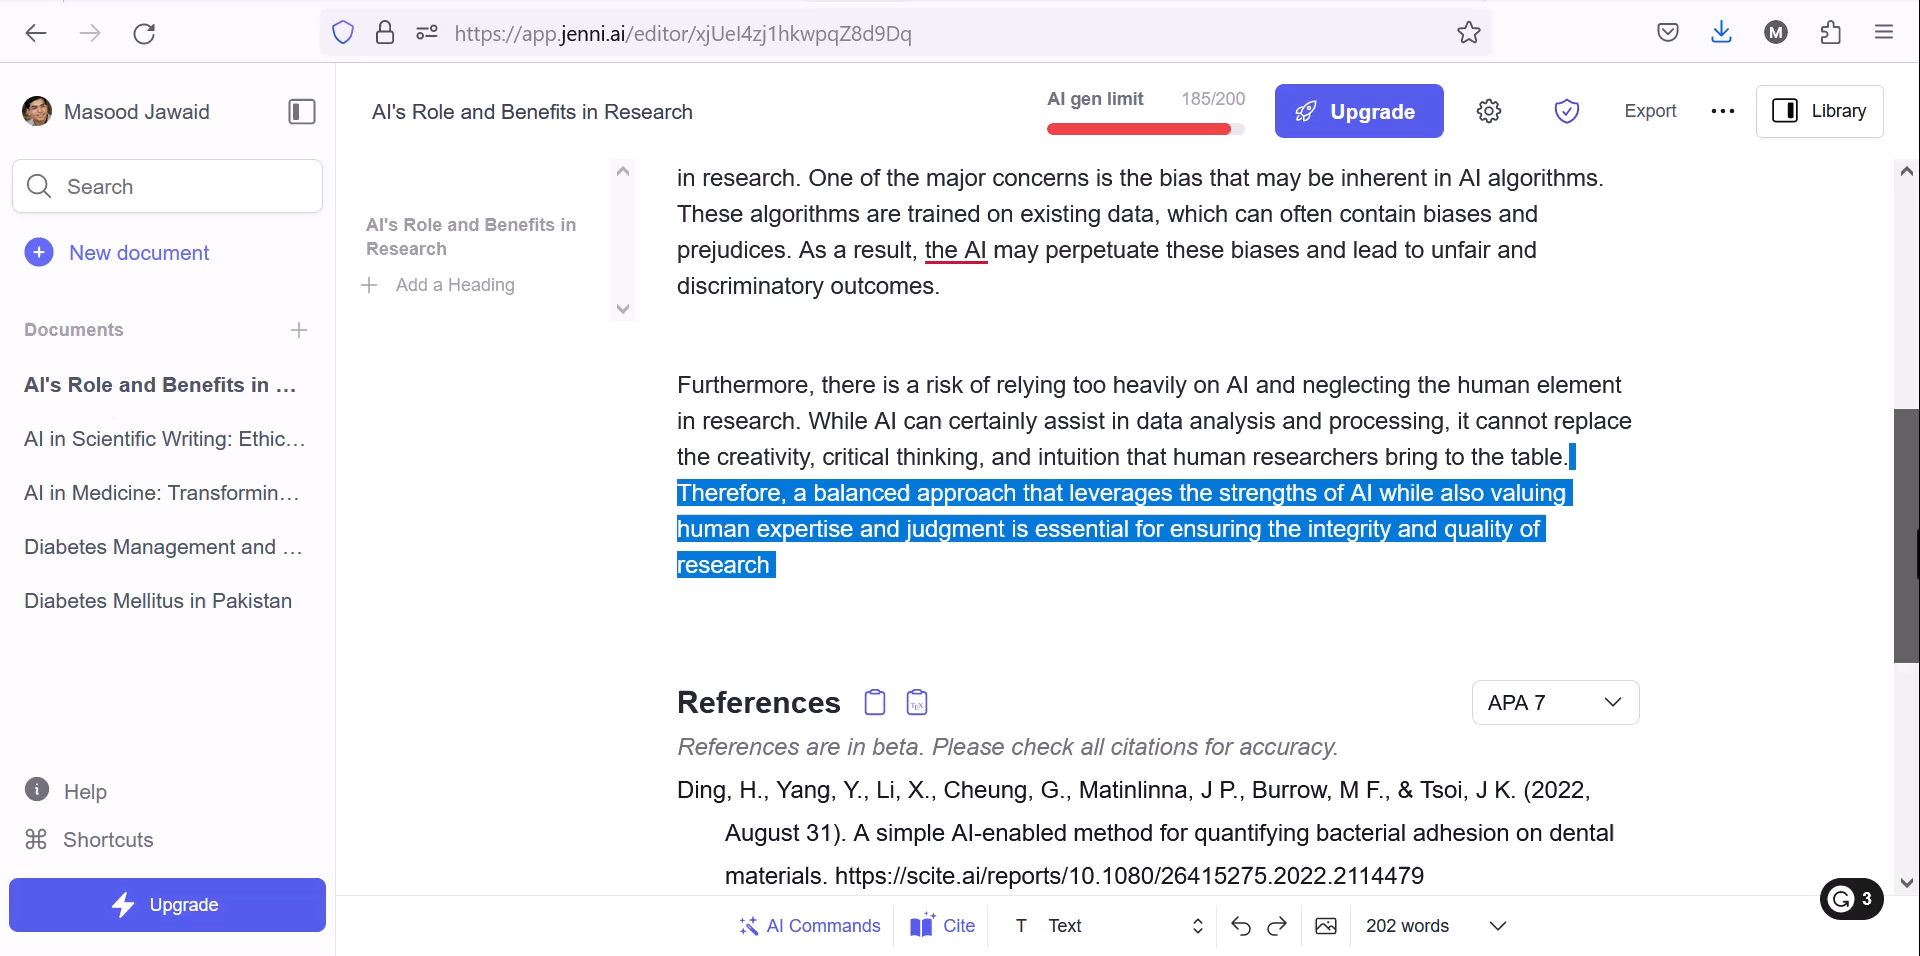 https://app.jenni.ai/editor/xjUel4zj1hkwpqZ8d9Dq
M
Masood Jawaid
AI's Role and Benefits in Research
AI gen limit 185/200
Upgrade
Export
Library
Search
New document
Documents
AI's Role and Benefits in ...
AI in Scientific Writing: Ethic...
AI in Medicine: Transformin...
Diabetes Management and ...
Diabetes Mellitus in Pakistan
Help
Shortcuts
Upgrade
AI's Role and Benefits in
Research
Add a Heading
in research. One of the major concerns is the bias that may be inherent in AI algorithms.
These algorithms are trained on existing data, which can often contain biases and
prejudices. As a result, the AI may perpetuate these biases and lead to unfair and
discriminatory outcomes.
Furthermore, there is a risk of relying too heavily on AI and neglecting the human element
in research. While AI can certainly assist in data analysis and processing, it cannot replace
the creativity, critical thinking, and intuition that human researchers bring to the table.
Therefore, a balanced approach that leverages the strengths of AI while also valuing
human expertise and judgment is essential for ensuring the integrity and quality of
research
References
TEX
APA 7
References are in beta. Please check all citations for accuracy.
Ding, H., Yang, Y., Li, X., Cheung, G., Matinlinna, J P., Burrow, M F., & Tsoi, J K. (2022,
August 31). A simple AI-enabled method for quantifying bacterial adhesion on dental
materials. https://scite.ai/reports/10.1080/26415275.2022.2114479
G 3
AI Commands
Cite
T Text
202 words